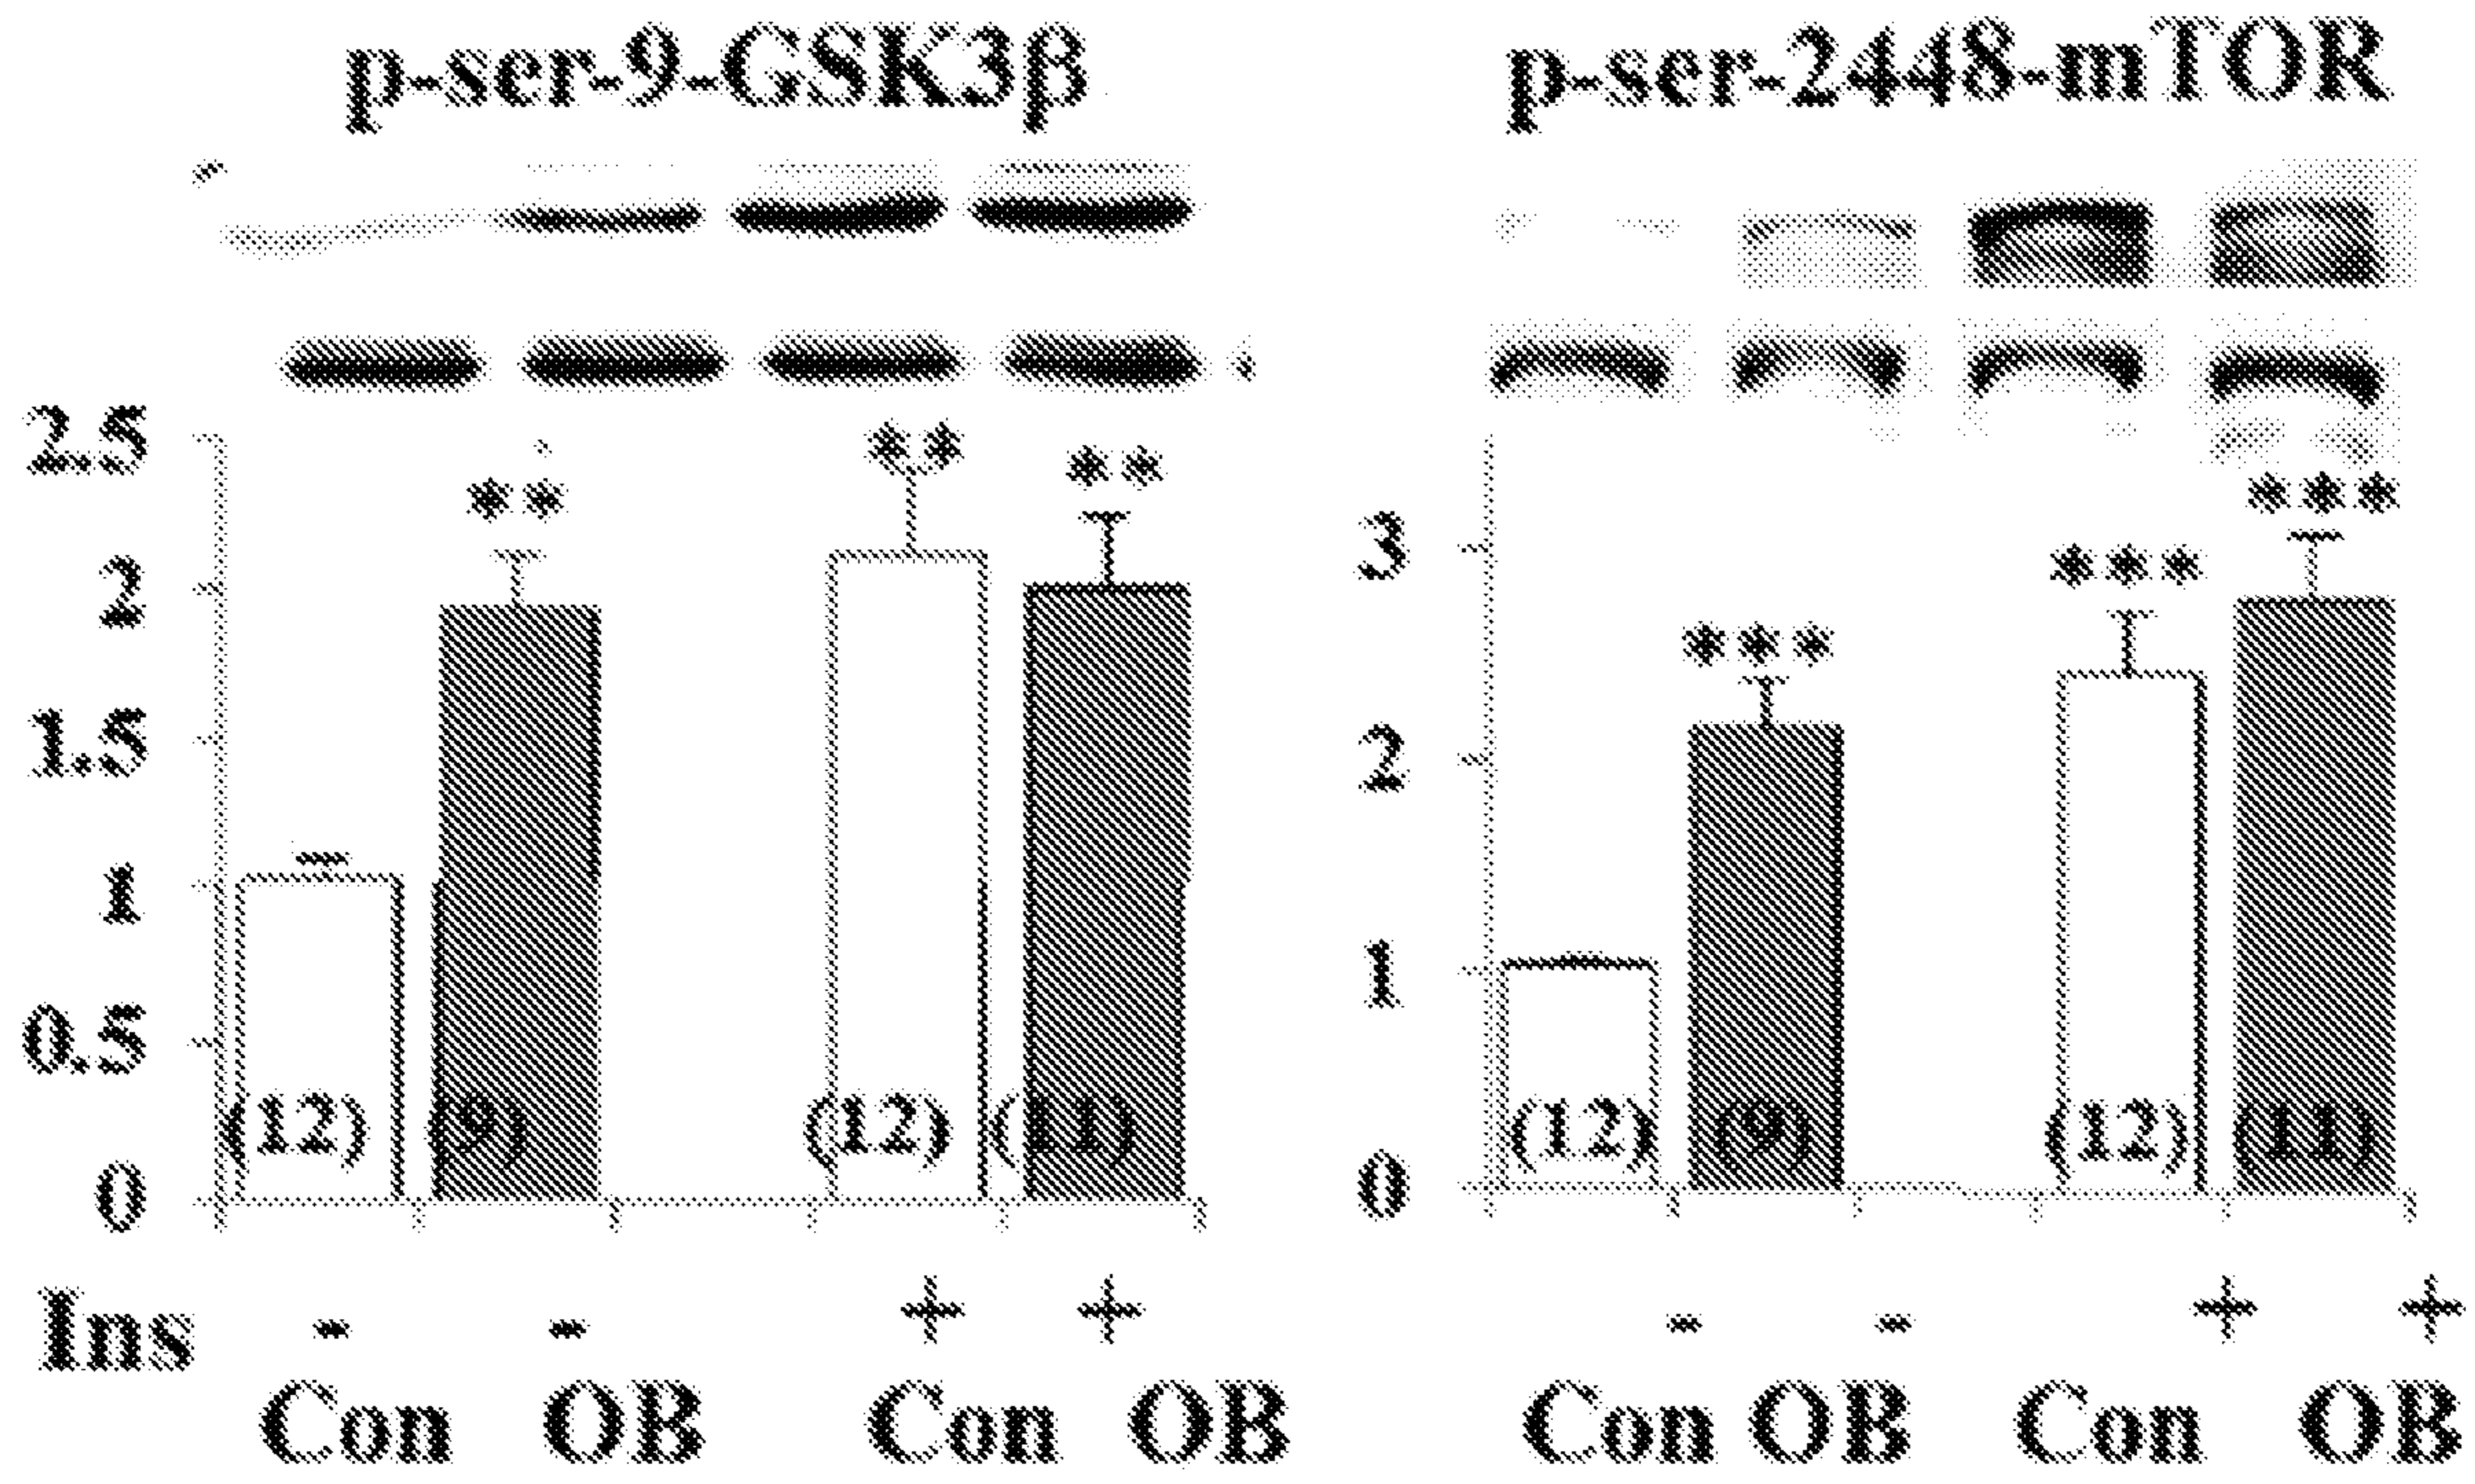 p-ser-9-GSK3β p-ser-2448-mTOR
2.5
** ** **
2
1.5
1
0.5
0
(12) (9) (12) (11)
3
***
***
***
2
1
0
(12) (9) (12) (11)
Ins - - + + - - + +
Con OB Con OB Con OB Con OB